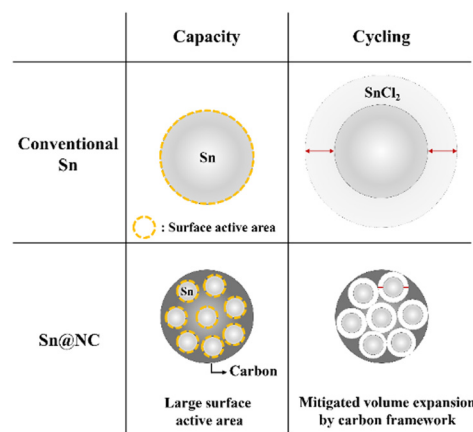 Capacity
Cycling
Conventional
Sn
Sn
SnCl₂
: Surface active area
Sn@NC
Sn
Carbon
Large surface
active area
Mitigated volume expansion
by carbon framework